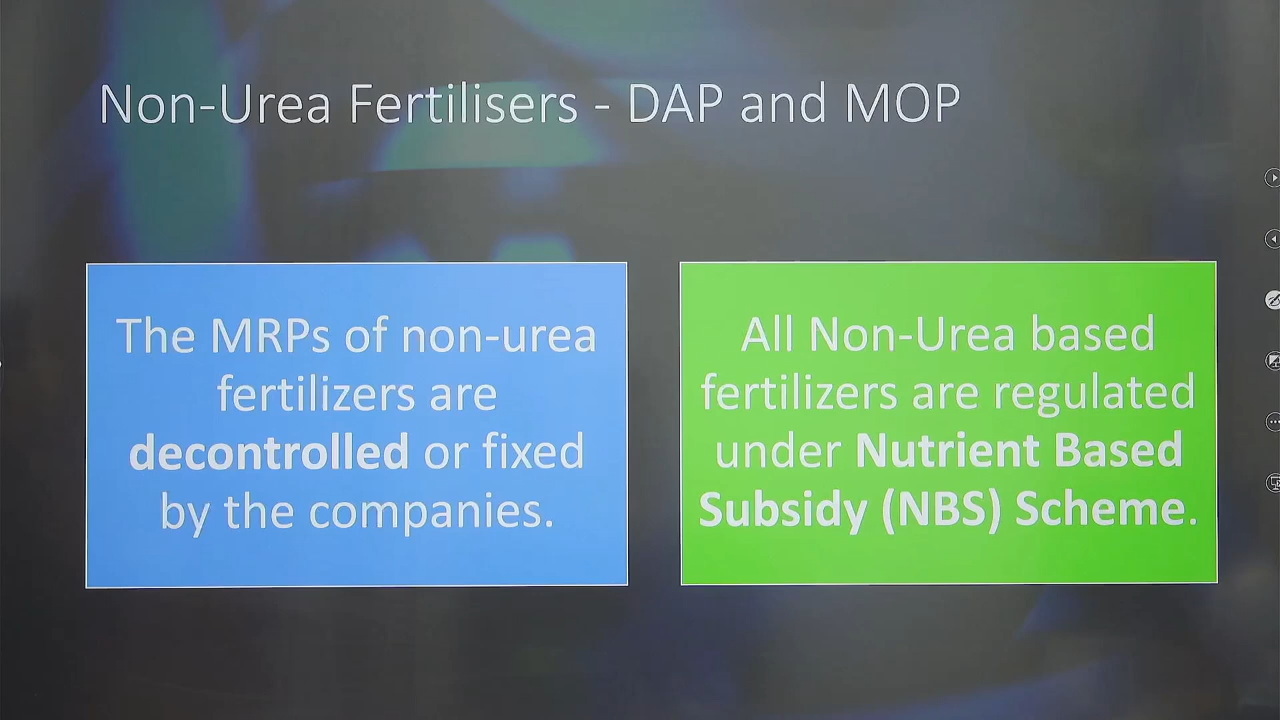 Non-Urea Fertilisers - DAP and MOP
The MRPs of non-urea
fertilizers are
decontrolled or fixed
by the companies.
All Non-Urea based
fertilizers are regulated
under Nutrient Based
Subsidy (NBS) Scheme.